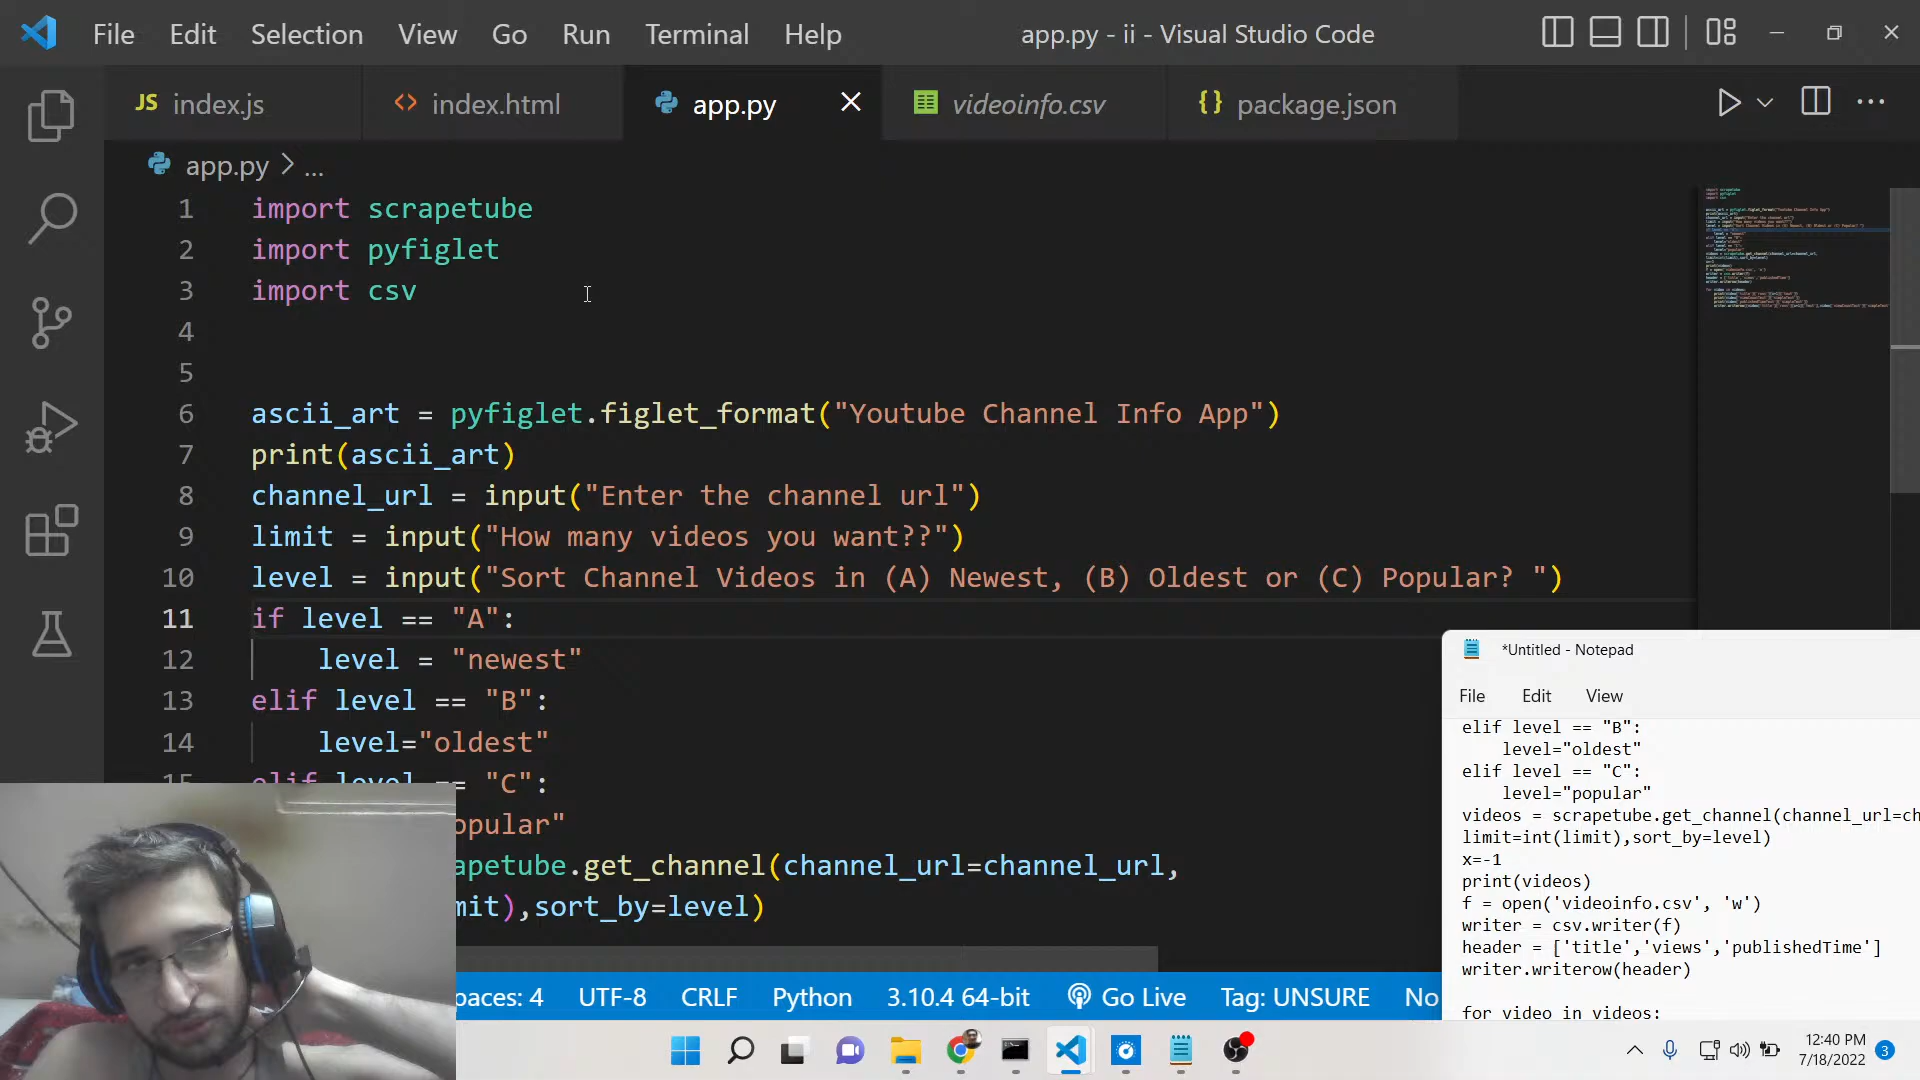 File Edit Selection View Go Run Terminal Help
app.py - ii - Visual Studio Code
JS index.js
index.html
app.py
videoinfo.csv
package.json
app.py > ...
1 import scrapetube
2 import pyfiglet
3 import csv
4
5
6 ascii_art = pyfiglet.figlet_format("Youtube Channel Info App")
7 print(ascii_art)
8 channel_url = input("Enter the channel url")
9 limit = input("How many videos you want??")
10 level = input("Sort Channel Videos in (A) Newest, (B) Oldest or (C) Popular? ")
11 if level == "A":
12 level = "newest"
13 elif level == "B":
14 level="oldest"
15 elif level == "C":
opular"
apetube.get_channel(channel_url=channel_url,
mit),sort_by=level)
*Untitled - Notepad
File Edit View
elif level == "B":
level="oldest"
elif level == "C":
level="popular"
videos = scrapetube.get_channel(channel_url=ch
limit=int(limit),sort_by=level)
x=-1
print(videos)
f = open('videoinfo.csv', 'w')
writer = csv.writer(f)
header = ['title','views','publishedTime']
writer.writerow(header)
for video in videos:
paces: 4 UTF-8 CRLF Python 3.10.4 64-bit Go Live Tag: UNSURE No
12:40 PM
7/18/2022
3